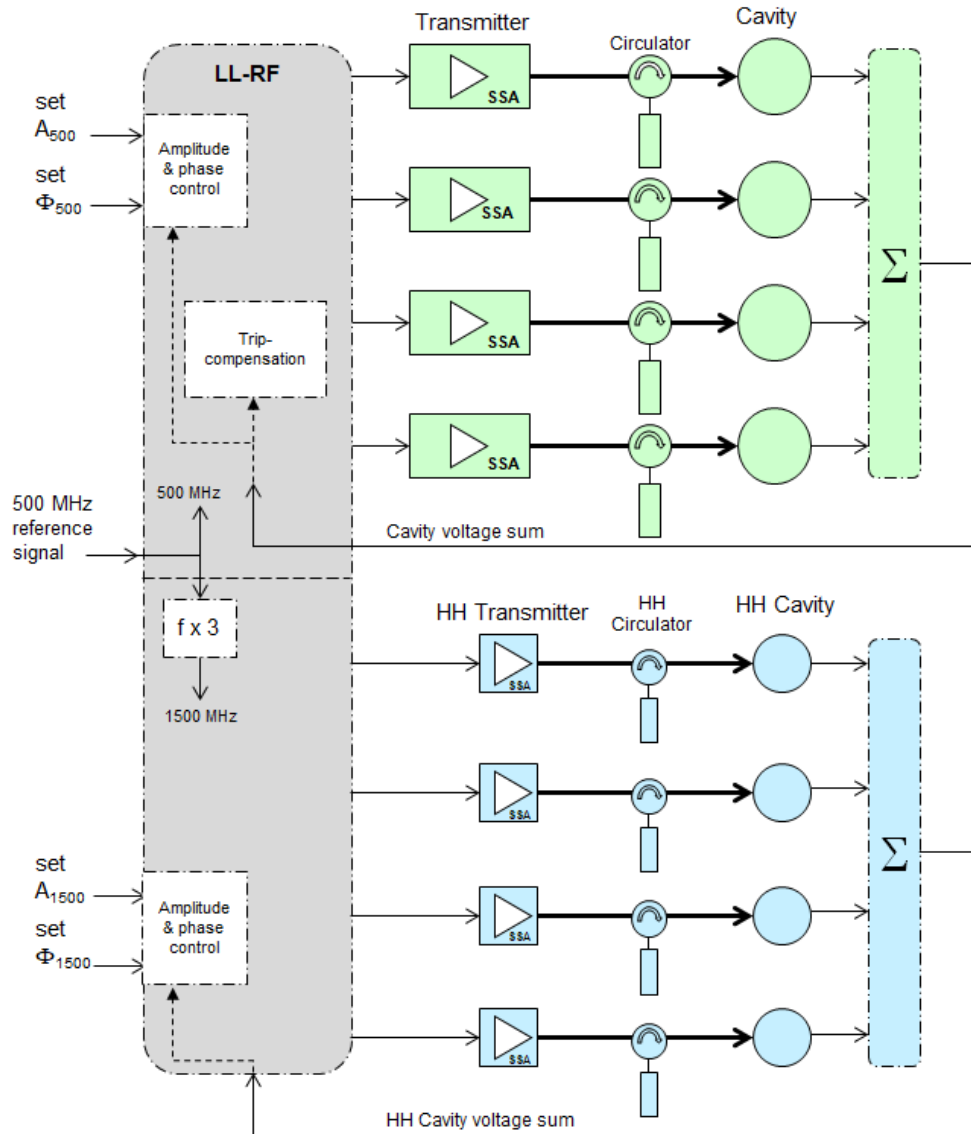 Transmitter
Circulator
Cavity
LL-RF
set
A500
set
Φ500
Amplitude
& phase
control
Trip-
compensation
SSA
SSA
SSA
SSA
Σ
500 MHz
500 MHz
reference
signal
Cavity voltage sum
f x 3
1500 MHz
HH Transmitter
HH
Circulator
HH Cavity
SSA
SSA
SSA
SSA
Σ
set
A1500
set
Φ1500
Amplitude
& phase
control
HH Cavity voltage sum